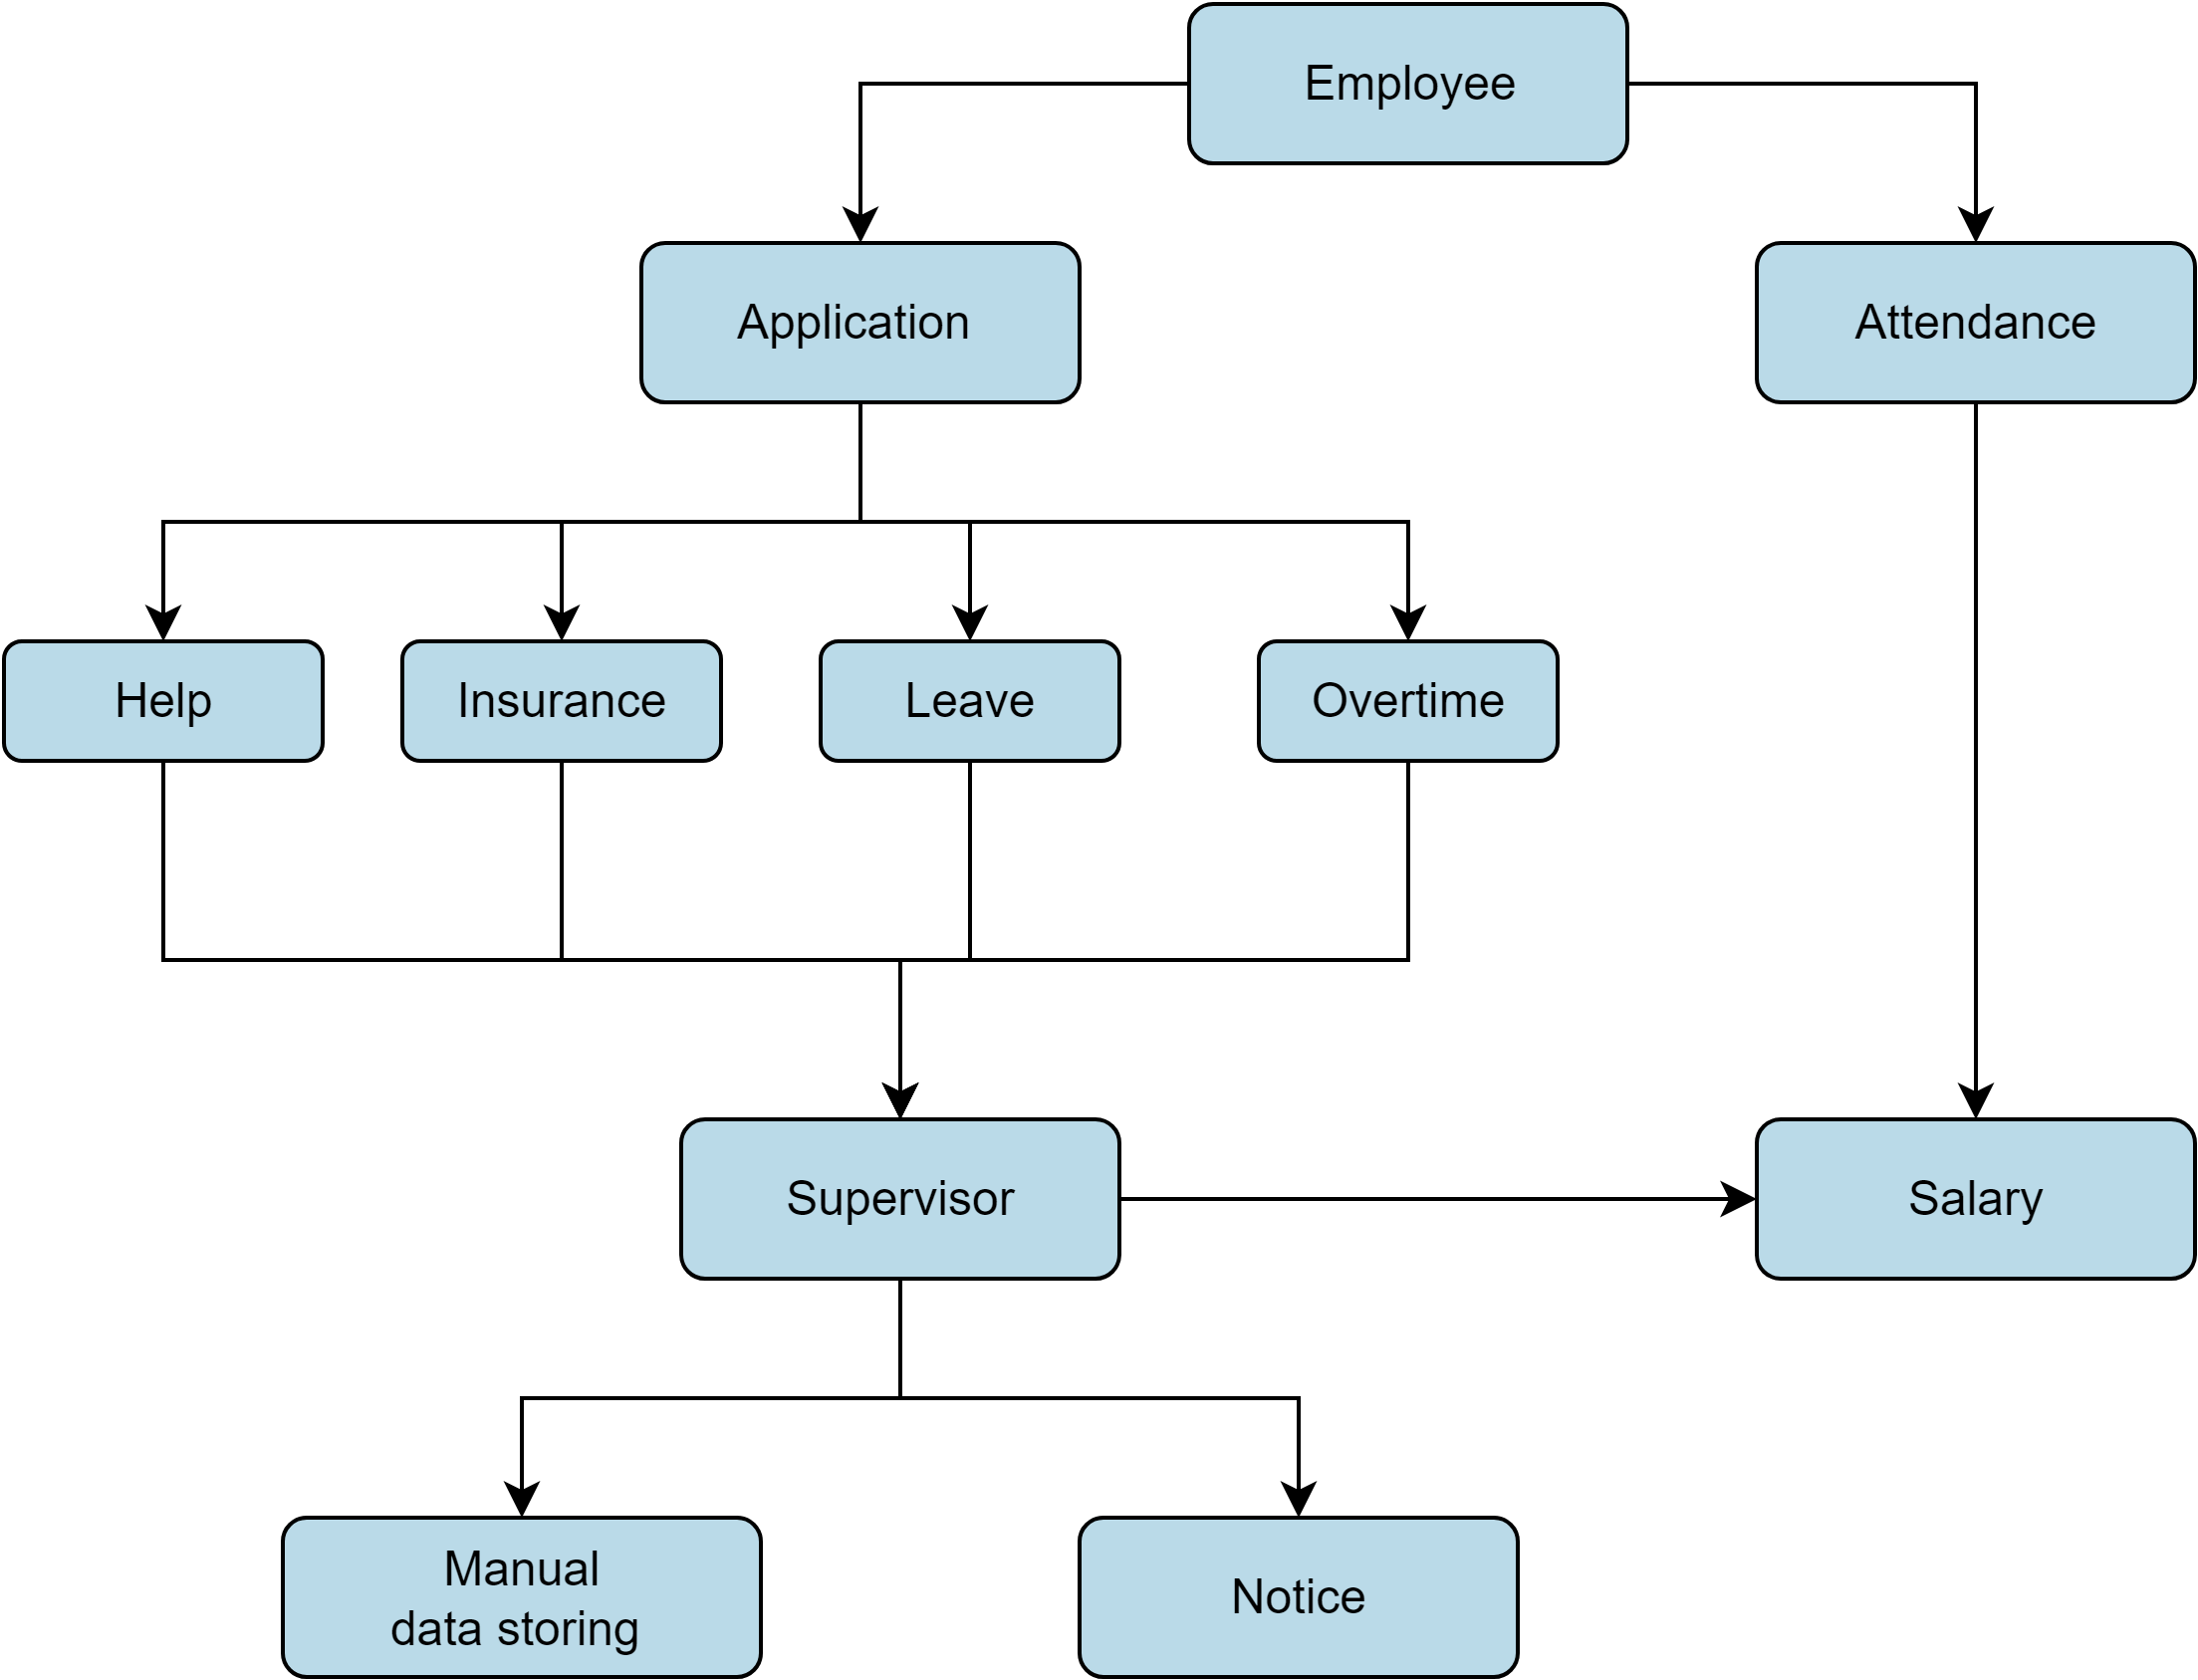 Employee
Application
Attendance
Help
Insurance
Leave
Overtime
Supervisor
Salary
Manual
data storing
Notice